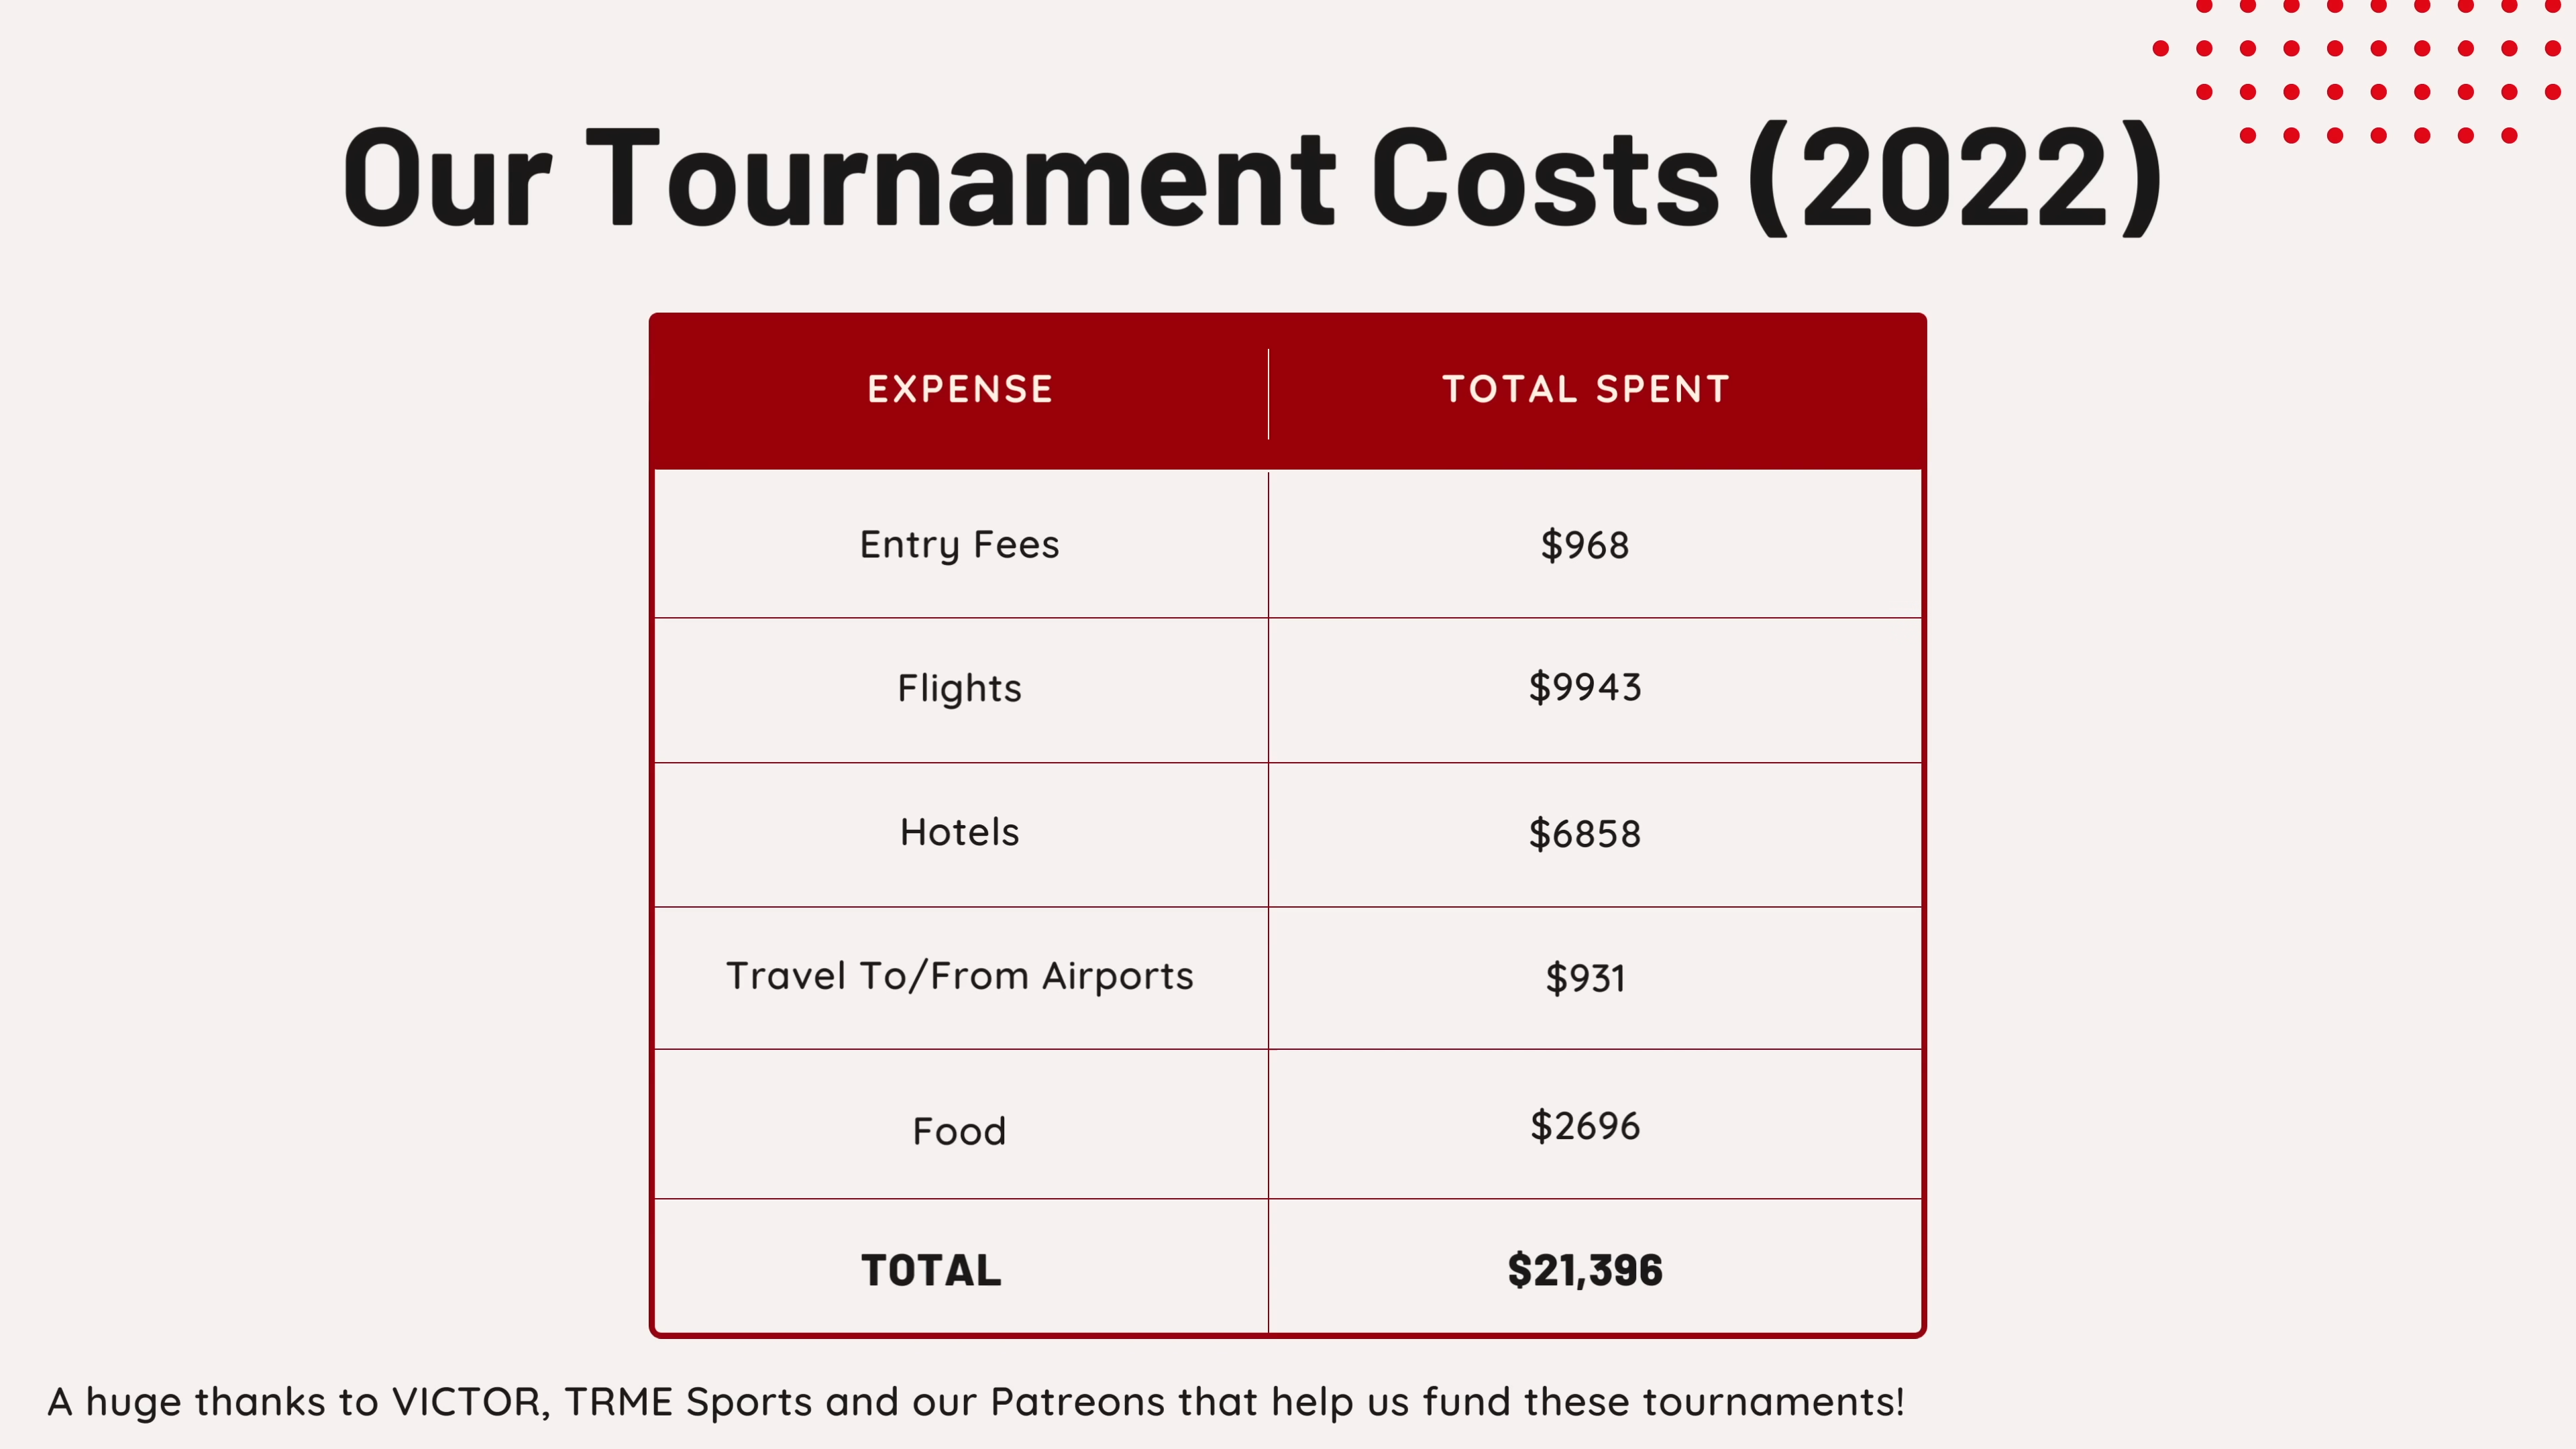 Our Tournament Costs (2022)
EXPENSE TOTAL SPENT
Entry Fees $968
Flights $9943
Hotels $6858
Travel To/From Airports $931
Food $2696
TOTAL $21,396
A huge thanks to VICTOR, TRME Sports and our Patreons that help us fund these tournaments!